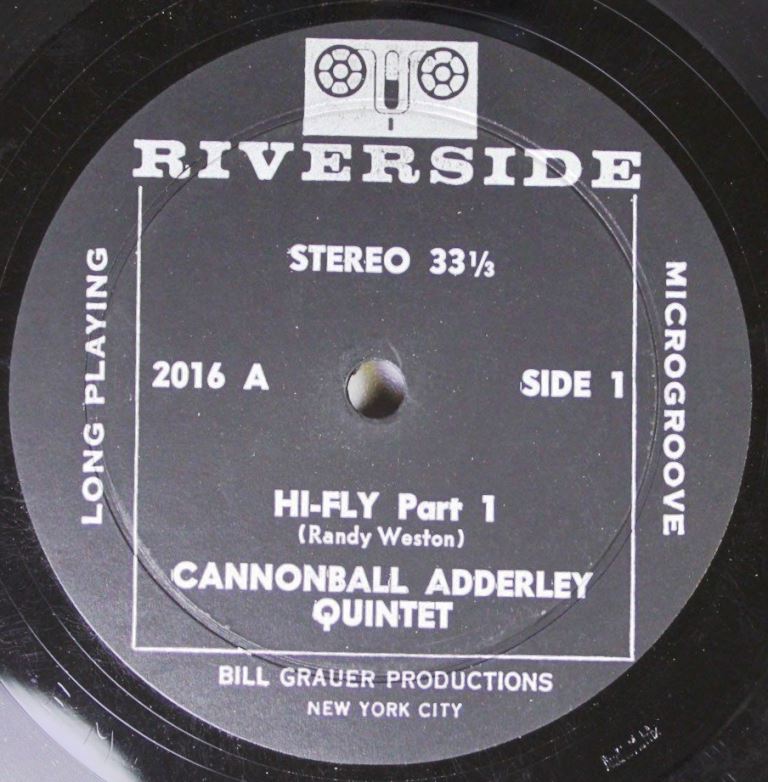 RIVERSIDE
STEREO 33⅓
LONG PLAYING
MICROGROOVE
2016 A
SIDE 1
HI-FLY Part 1
(Randy Weston)
CANNONBALL ADDERLEY
QUINTET
BILL GRAUER PRODUCTIONS
NEW YORK CITY